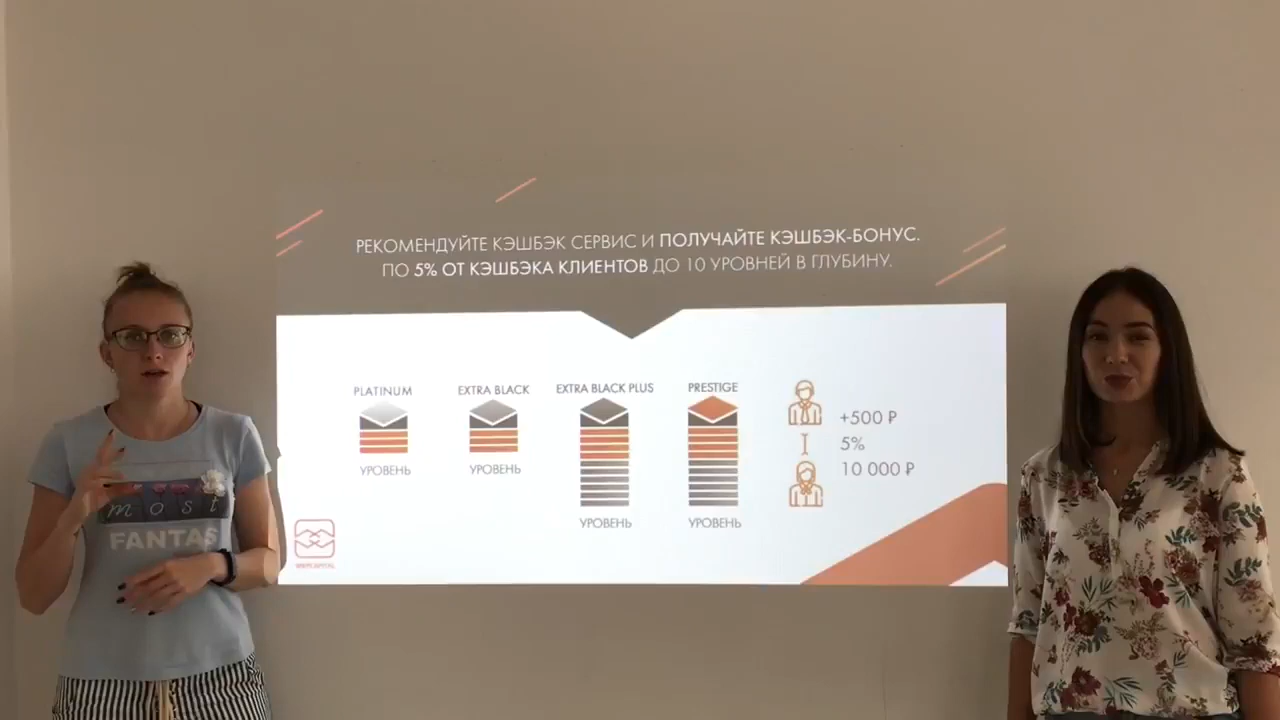 РЕКОМЕНДУЙТЕ КЭШБЭК СЕРВИС И ПОЛУЧАЙТЕ КЭШБЭК-БОНУС.
ПО 5% ОТ КЭШБЭКА КЛИЕНТОВ ДО 10 УРОВНЕЙ В ГЛУБИНУ.
PLATINUM
EXTRA BLACK
EXTRA BLACK PLUS
PRESTIGE
+500 ₽
5%
10 000 ₽
УРОВЕНЬ
УРОВЕНЬ
УРОВЕНЬ
УРОВЕНЬ
most
FANTAS